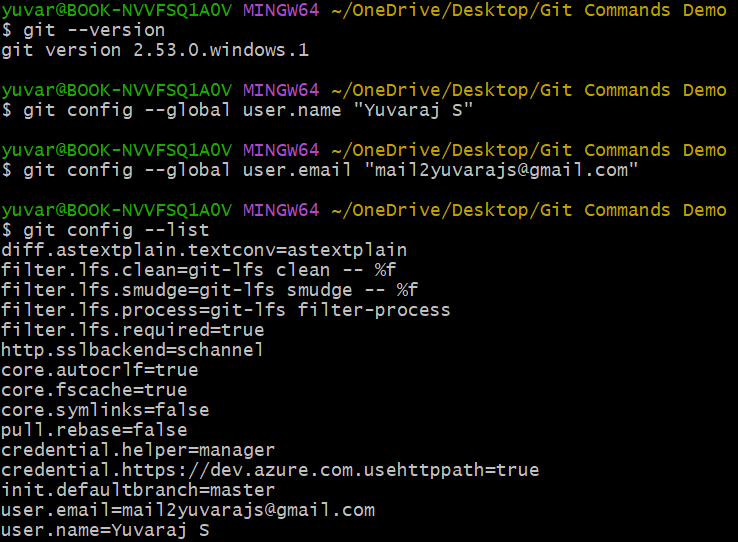 yuvar@BOOK-NVVFSQ1A0V MINGW64 ~/OneDrive/Desktop/Git Commands Demo
$ git --version
git version 2.53.0.windows.1
yuvar@BOOK-NVVFSQ1A0V MINGW64 ~/OneDrive/Desktop/Git Commands Demo
$ git config --global user.name "Yuvaraj S"
yuvar@BOOK-NVVFSQ1A0V MINGW64 ~/OneDrive/Desktop/Git Commands Demo
$ git config --global user.email "mail2yuvarajs@gmail.com"
yuvar@BOOK-NVVFSQ1A0V MINGW64 ~/OneDrive/Desktop/Git Commands Demo
$ git config --list
diff.astextplain.textconv=astextplain
filter.lfs.clean=git-lfs clean -- %f
filter.lfs.smudge=git-lfs smudge -- %f
filter.lfs.process=git-lfs filter-process
filter.lfs.required=true
http.sslbackend=schannel
core.autocrlf=true
core.fscache=true
core.symlinks=false
pull.rebase=false
credential.helper=manager
credential.https://dev.azure.com.usehttppath=true
init.defaultbranch=master
user.email=mail2yuvarajs@gmail.com
user.name=Yuvaraj S